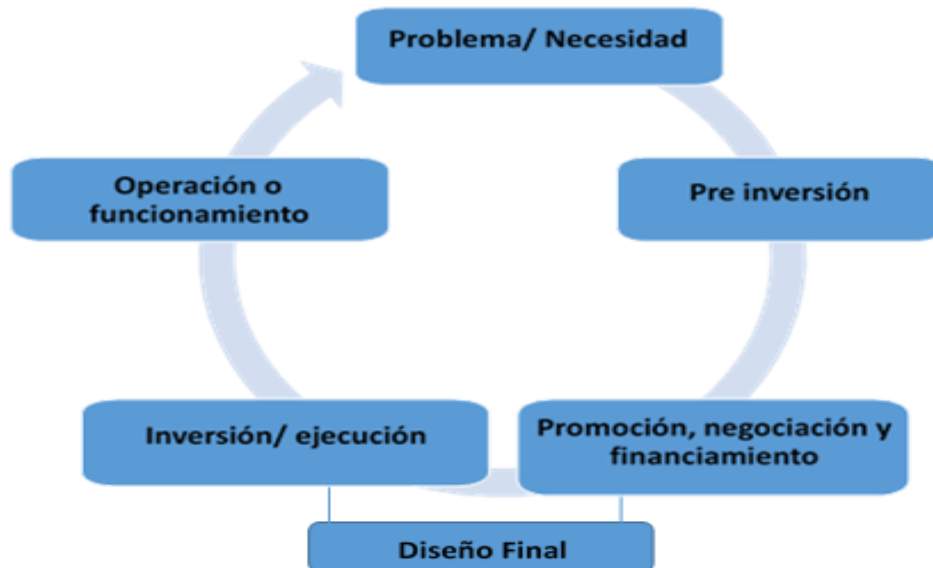 Problema/ Necesidad
Pre inversión
Promoción, negociación y
financiamiento
Diseño Final
Inversión/ ejecución
Operación o
funcionamiento